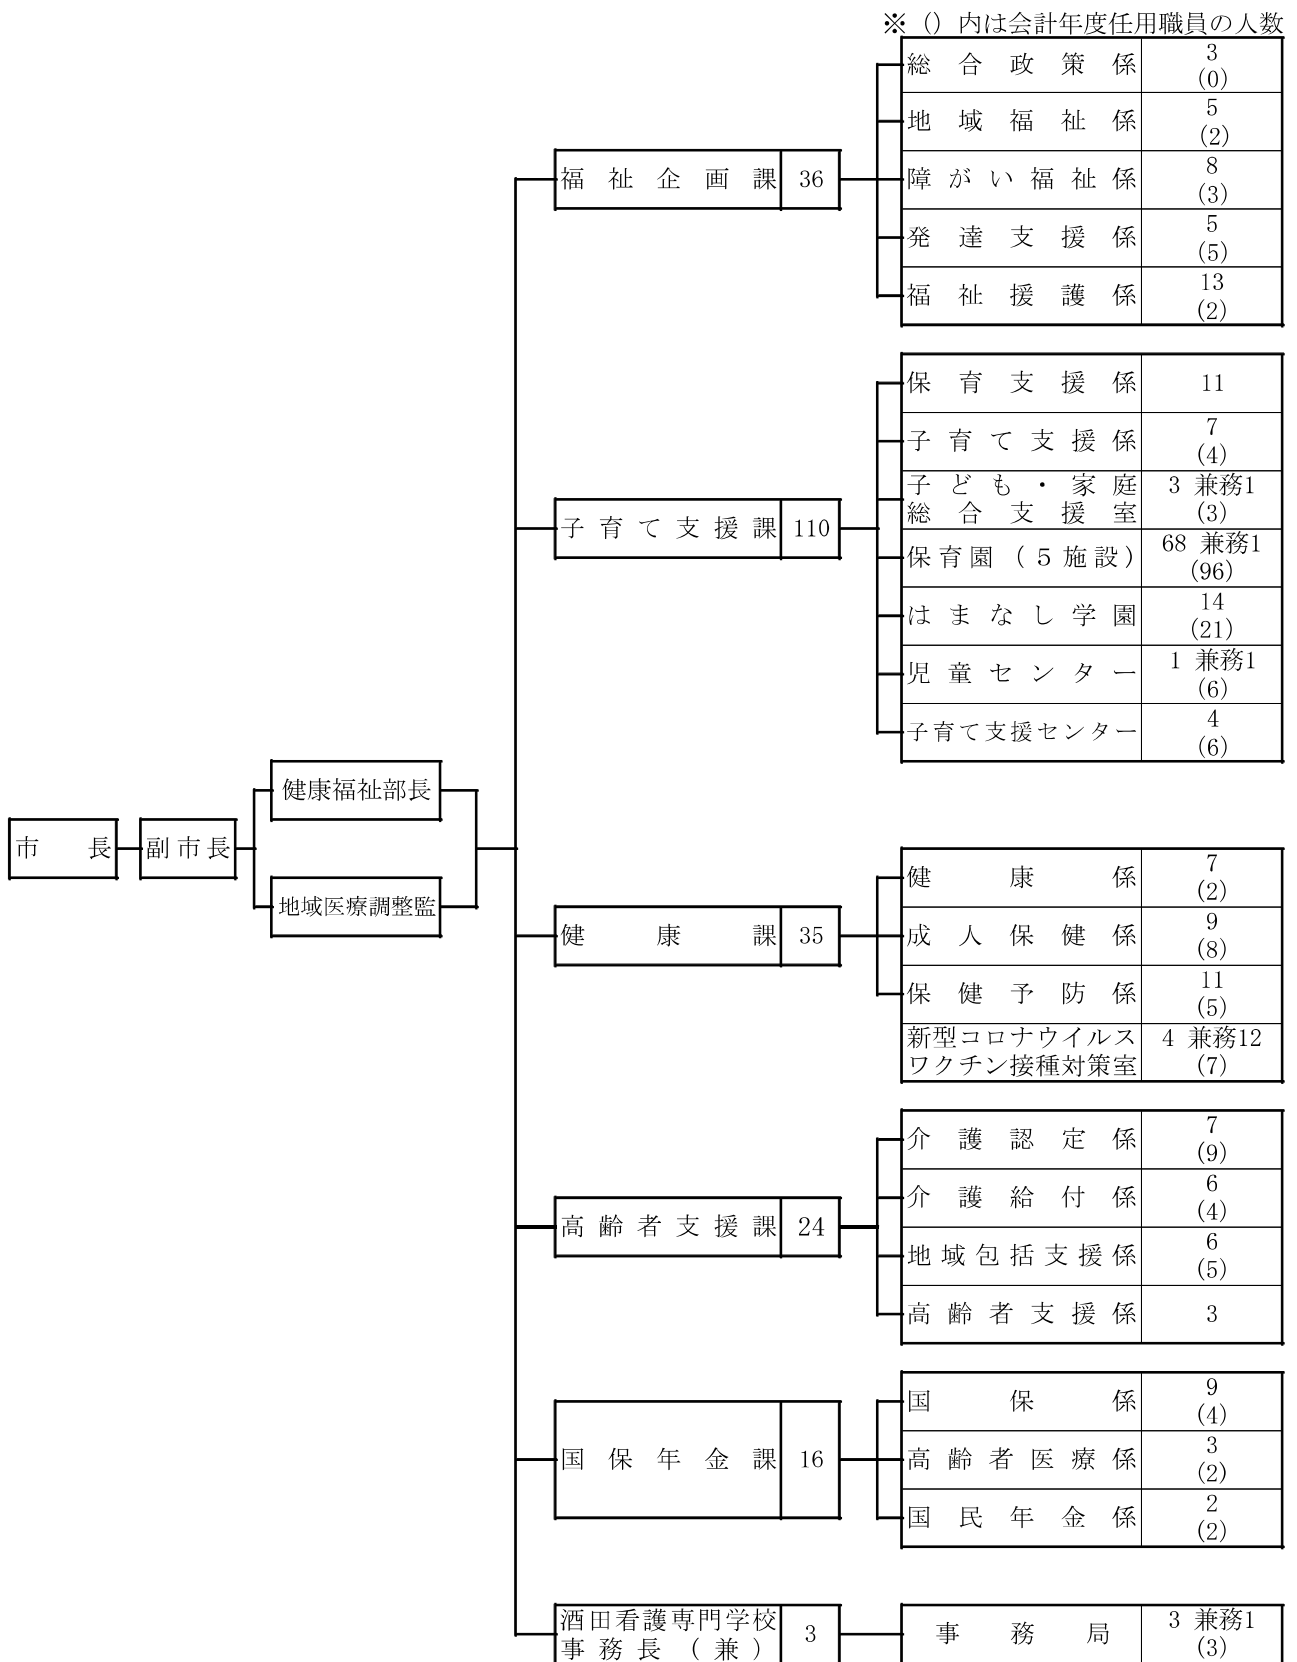 ※()内は会計年度任用職員の人数
市長
副市長
健康福祉部長
地域医療調整監
福祉企画課 36
総合政策係 3
(0)
地域福祉係 5
(2)
障がい福祉係 8
(3)
発達支援係 5
(5)
福祉援護係 13
(2)
子育て支援課 110
保育支援係 11
子育て支援係 7
(4)
子ども・家庭 3 兼務1
総合支援室 (3)
保育園(5施設) 68 兼務1
(96)
はまなし学園 14
(21)
児童センター 1 兼務1
(6)
子育て支援センター 4
(6)
健康課 35
健康係 7
(2)
成人保健係 9
(8)
保健予防係 11
(5)
新型コロナウイルス 4 兼務12
ワクチン接種対策室 (7)
高齢者支援課 24
介護認定係 7
(9)
介護給付係 6
(4)
地域包括支援係 6
(5)
高齢者支援係 3
国保年金課 16
国保係 9
(4)
高齢者医療係 3
(2)
国民年金係 2
(2)
酒田看護専門学校 3
事務長(兼)
事務局 3 兼務1
(3)